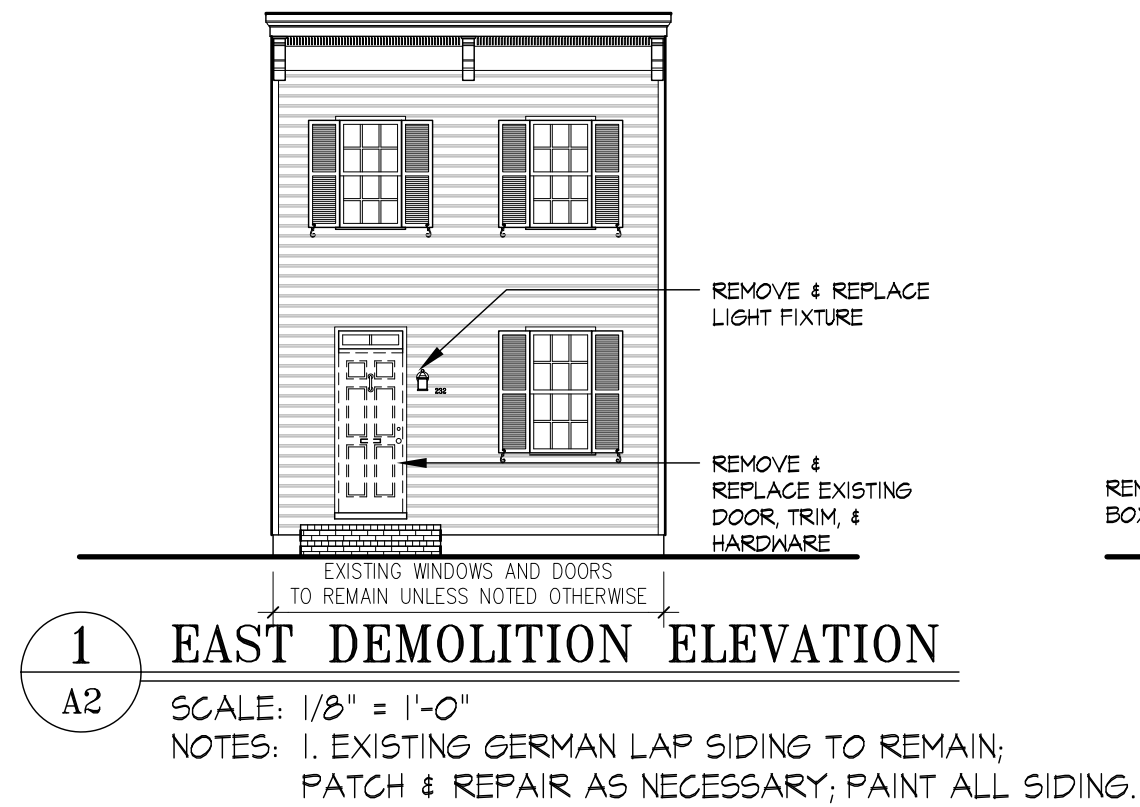 REMOVE & REPLACE
LIGHT FIXTURE
232
REMOVE &
REPLACE EXISTING
DOOR, TRIM, &
HARDWARE
EXISTING WINDOWS AND DOORS
TO REMAIN UNLESS NOTED OTHERWISE
1
A2
EAST DEMOLITION ELEVATION
SCALE: 1/8" = 1'-0"
NOTES: 1. EXISTING GERMAN LAP SIDING TO REMAIN;
PATCH & REPAIR AS NECESSARY; PAINT ALL SIDING.